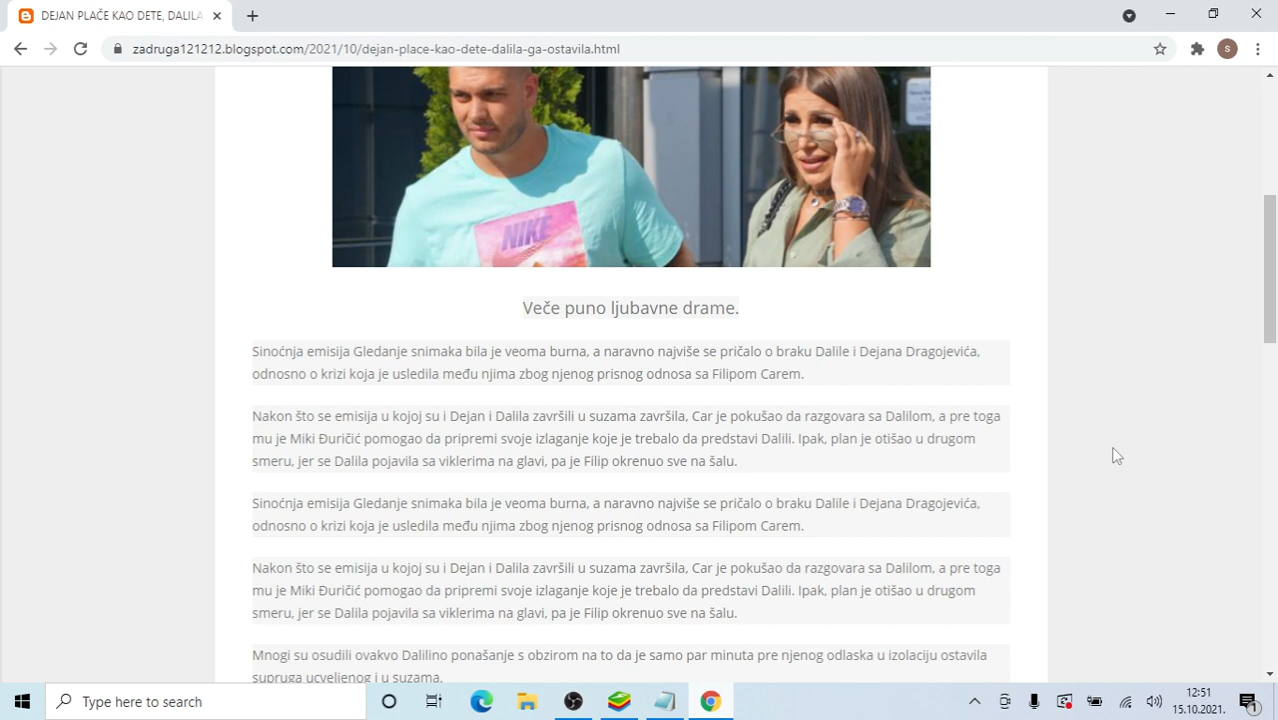 DEJAN PLAČE KAO DETE, DALILA
zadruga121212.blogspot.com/2021/10/dejan-place-kao-dete-dalila-ga-ostavila.html
S
NIKE
Veče puno ljubavne drame.
Sinoćnja emisija Gledanje snimaka bila je veoma burna, a naravno najviše se pričalo o braku Dalile i Dejana Dragojevića,
odnosno o krizi koja je usledila među njima zbog njenog prisnog odnosa sa Filipom Carem.
Nakon što se emisija u kojoj su i Dejan i Dalila završili u suzama završila, Car je pokušao da razgovara sa Dalilom, a pre toga
mu je Miki Đuričić pomogao da pripremi svoje izlaganje koje je trebalo da predstavi Dalili. Ipak, plan je otišao u drugom
smeru, jer se Dalila pojavila sa viklerima na glavi, pa je Filip okrenuo sve na šalu.
Sinoćnja emisija Gledanje snimaka bila je veoma burna, a naravno najviše se pričalo o braku Dalile i Dejana Dragojevića,
odnosno o krizi koja je usledila među njima zbog njenog prisnog odnosa sa Filipom Carem.
Nakon što se emisija u kojoj su i Dejan i Dalila završili u suzama završila, Car je pokušao da razgovara sa Dalilom, a pre toga
mu je Miki Đuričić pomogao da pripremi svoje izlaganje koje je trebalo da predstavi Dalili. Ipak, plan je otišao u drugom
smeru, jer se Dalila pojavila sa viklerima na glavi, pa je Filip okrenuo sve na šalu.
Mnogi su osudili ovakvo Dalilino ponašanje s obzirom na to da je samo par minuta pre njenog odlaska u izolaciju ostavila
supruga ucveljenog i u suzama.
Type here to search
12:51
15.10.2021.
1